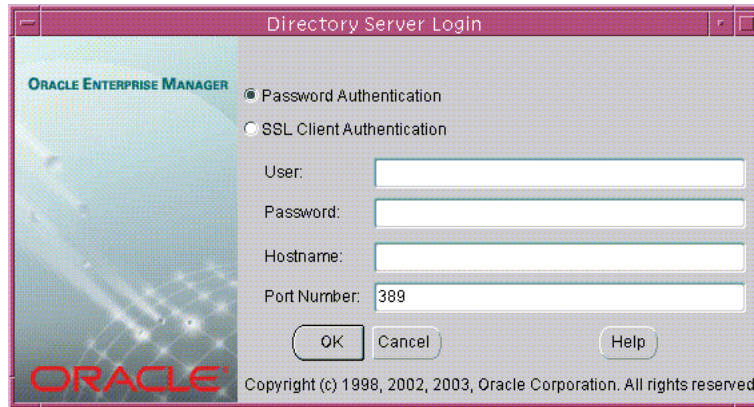 Directory Server Login
ORACLE ENTERPRISE MANAGER
Password Authentication
SSL Client Authentication
User:
Password:
Hostname:
Port Number: 389
OK Cancel Help
ORACLE
Copyright (c) 1998, 2002, 2003, Oracle Corporation. All rights reserved